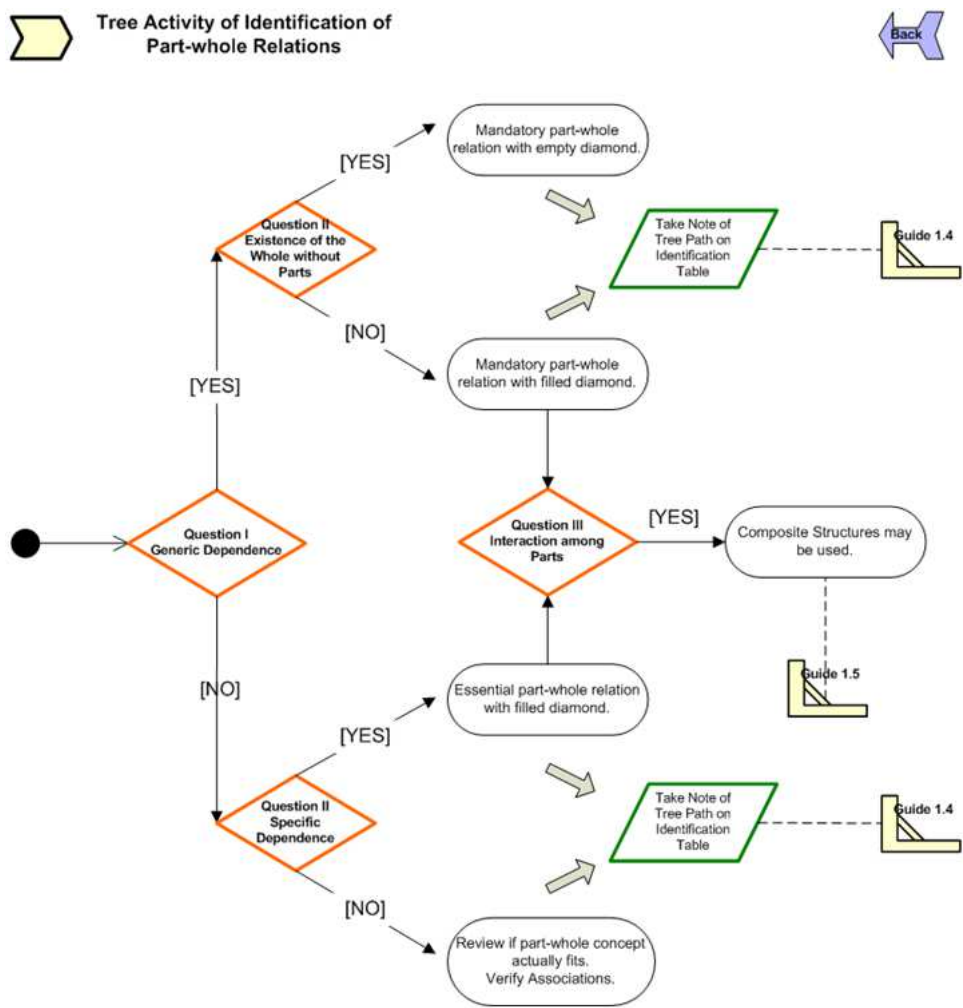 Tree Activity of Identification of
Part-whole Relations
Back
Mandatory part-whole
relation with empty diamond.
[YES]
Question II
Existence of the
Whole without
Parts
Take Note of
Tree Path on
Identification
Table
Guide 1.4
[NO]
Mandatory part-whole
relation with filled diamond.
[YES]
Question I
Generic Dependence
Question III
Interaction among
Parts
[YES]
Composite Structures may
be used.
Guide 1.5
[NO]
Essential part-whole relation
with filled diamond.
[YES]
Question II
Specific
Dependence
Take Note of
Tree Path on
Identification
Table
Guide 1.4
[NO]
Review if part-whole concept
actually fits.
Verify Associations.